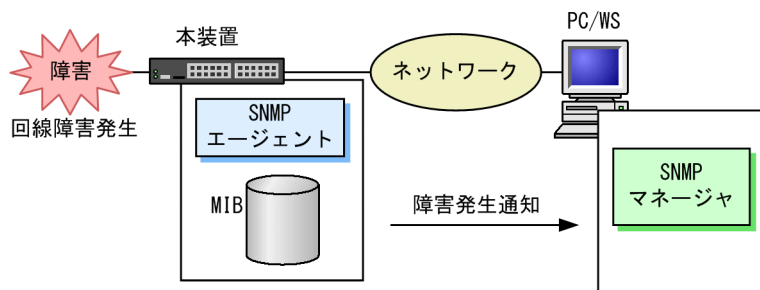 PC/WS
本装置
障害
ネットワーク
回線障害発生
SNMP
エージェント
MIB
障害発生通知
SNMP
マネージャ